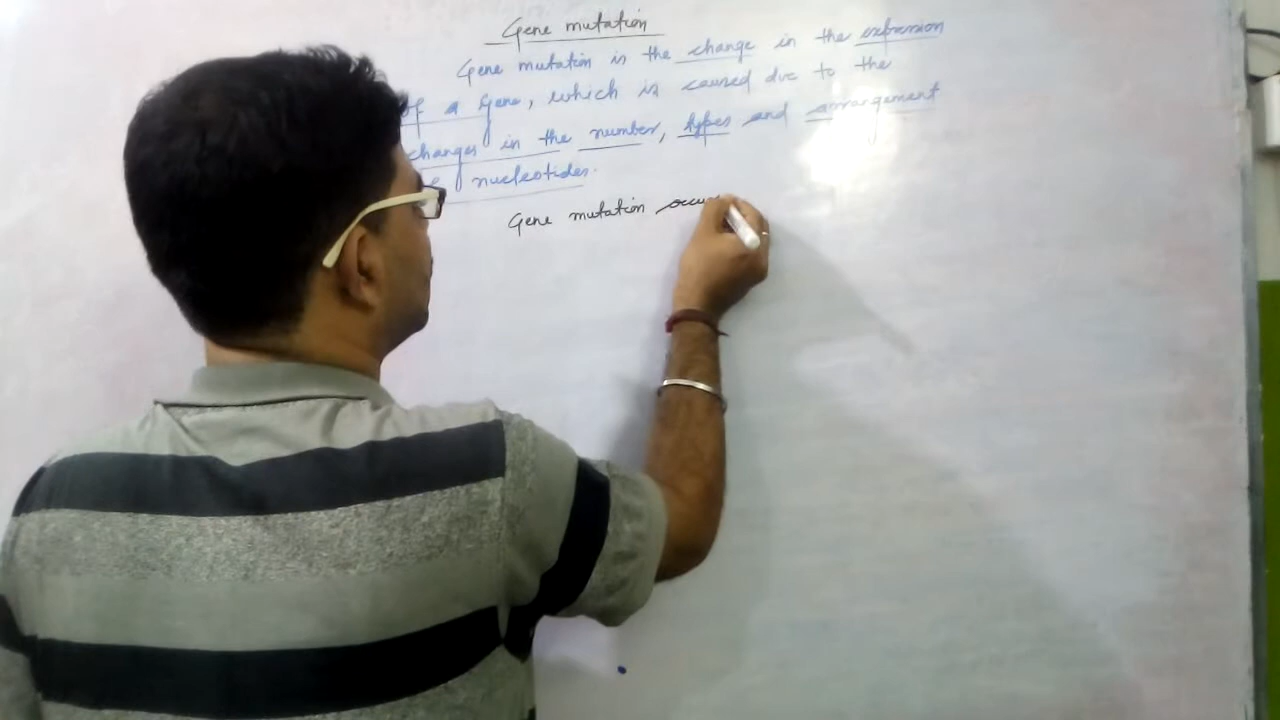 Gene mutation
Gene mutation is the change in the expression
of a Gene, which is caused due to the
changes in the number, types and arrangement
nucleotides.
Gene mutation occur